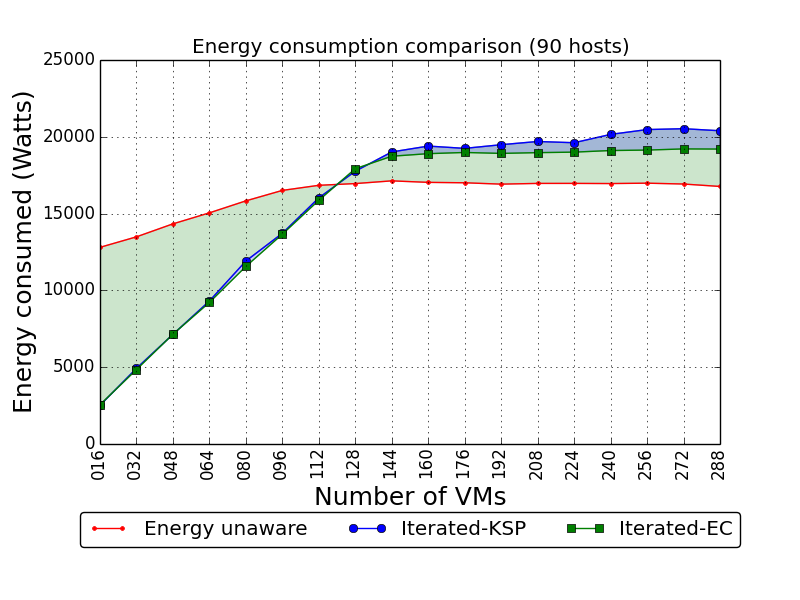 Energy consumption comparison (90 hosts)
25000
20000
15000
10000
5000
0
Energy consumed (Watts)
016 032 048 064 080 096 112 128 144 160 176 192 208 224 240 256 272 288
Number of VMs
Energy unaware Iterated-KSP Iterated-EC